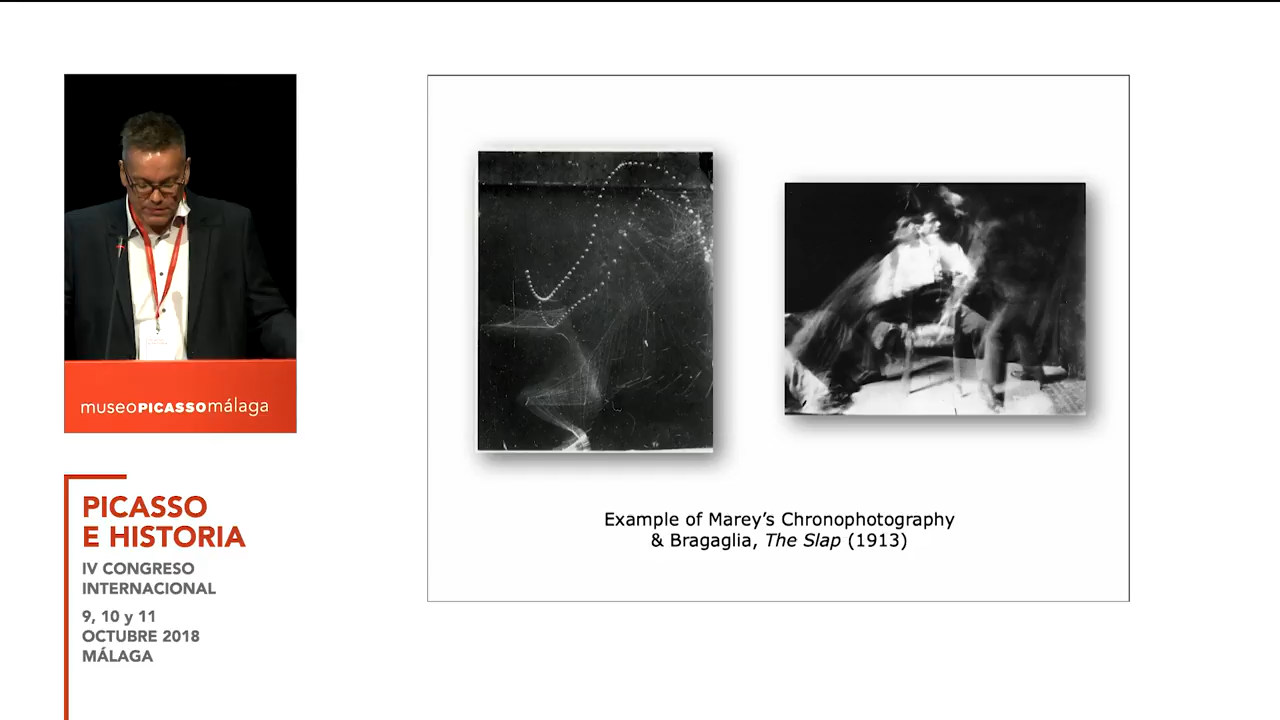 museoPICASSOmálaga
PICASSO
E HISTORIA
IV CONGRESO
INTERNACIONAL
9, 10 y 11
OCTUBRE 2018
MÁLAGA
Example of Marey’s Chronophotography
& Bragaglia, The Slap (1913)